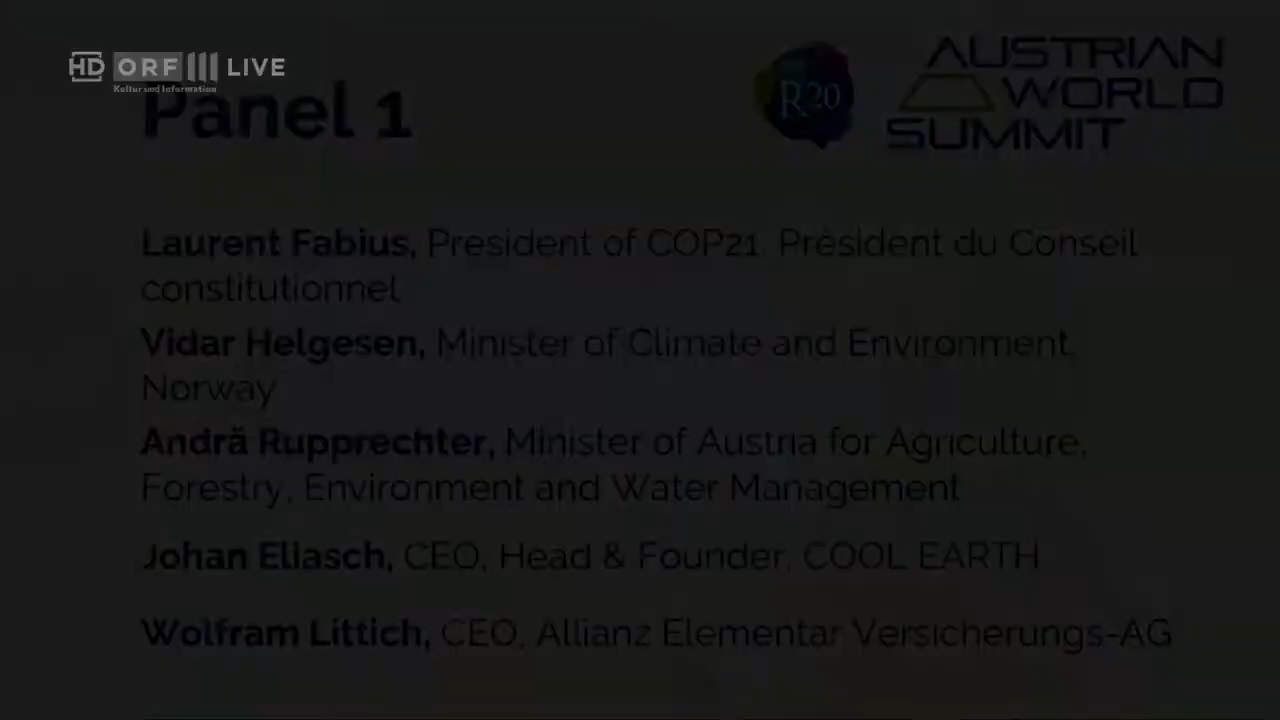 HD ORF III LIVE
Kultur und Information
Panel 1
R20
AUSTRIAN
WORLD
SUMMIT
Laurent Fabius, President of COP21, Président du Conseil
constitutionnel
Vidar Helgesen, Minister of Climate and Environment,
Norway
Andrä Rupprechter, Minister of Austria for Agriculture,
Forestry, Environment and Water Management
Johan Eliasch, CEO, Head & Founder, COOL EARTH
Wolfram Littich, CEO, Allianz Elementar Versicherungs-AG